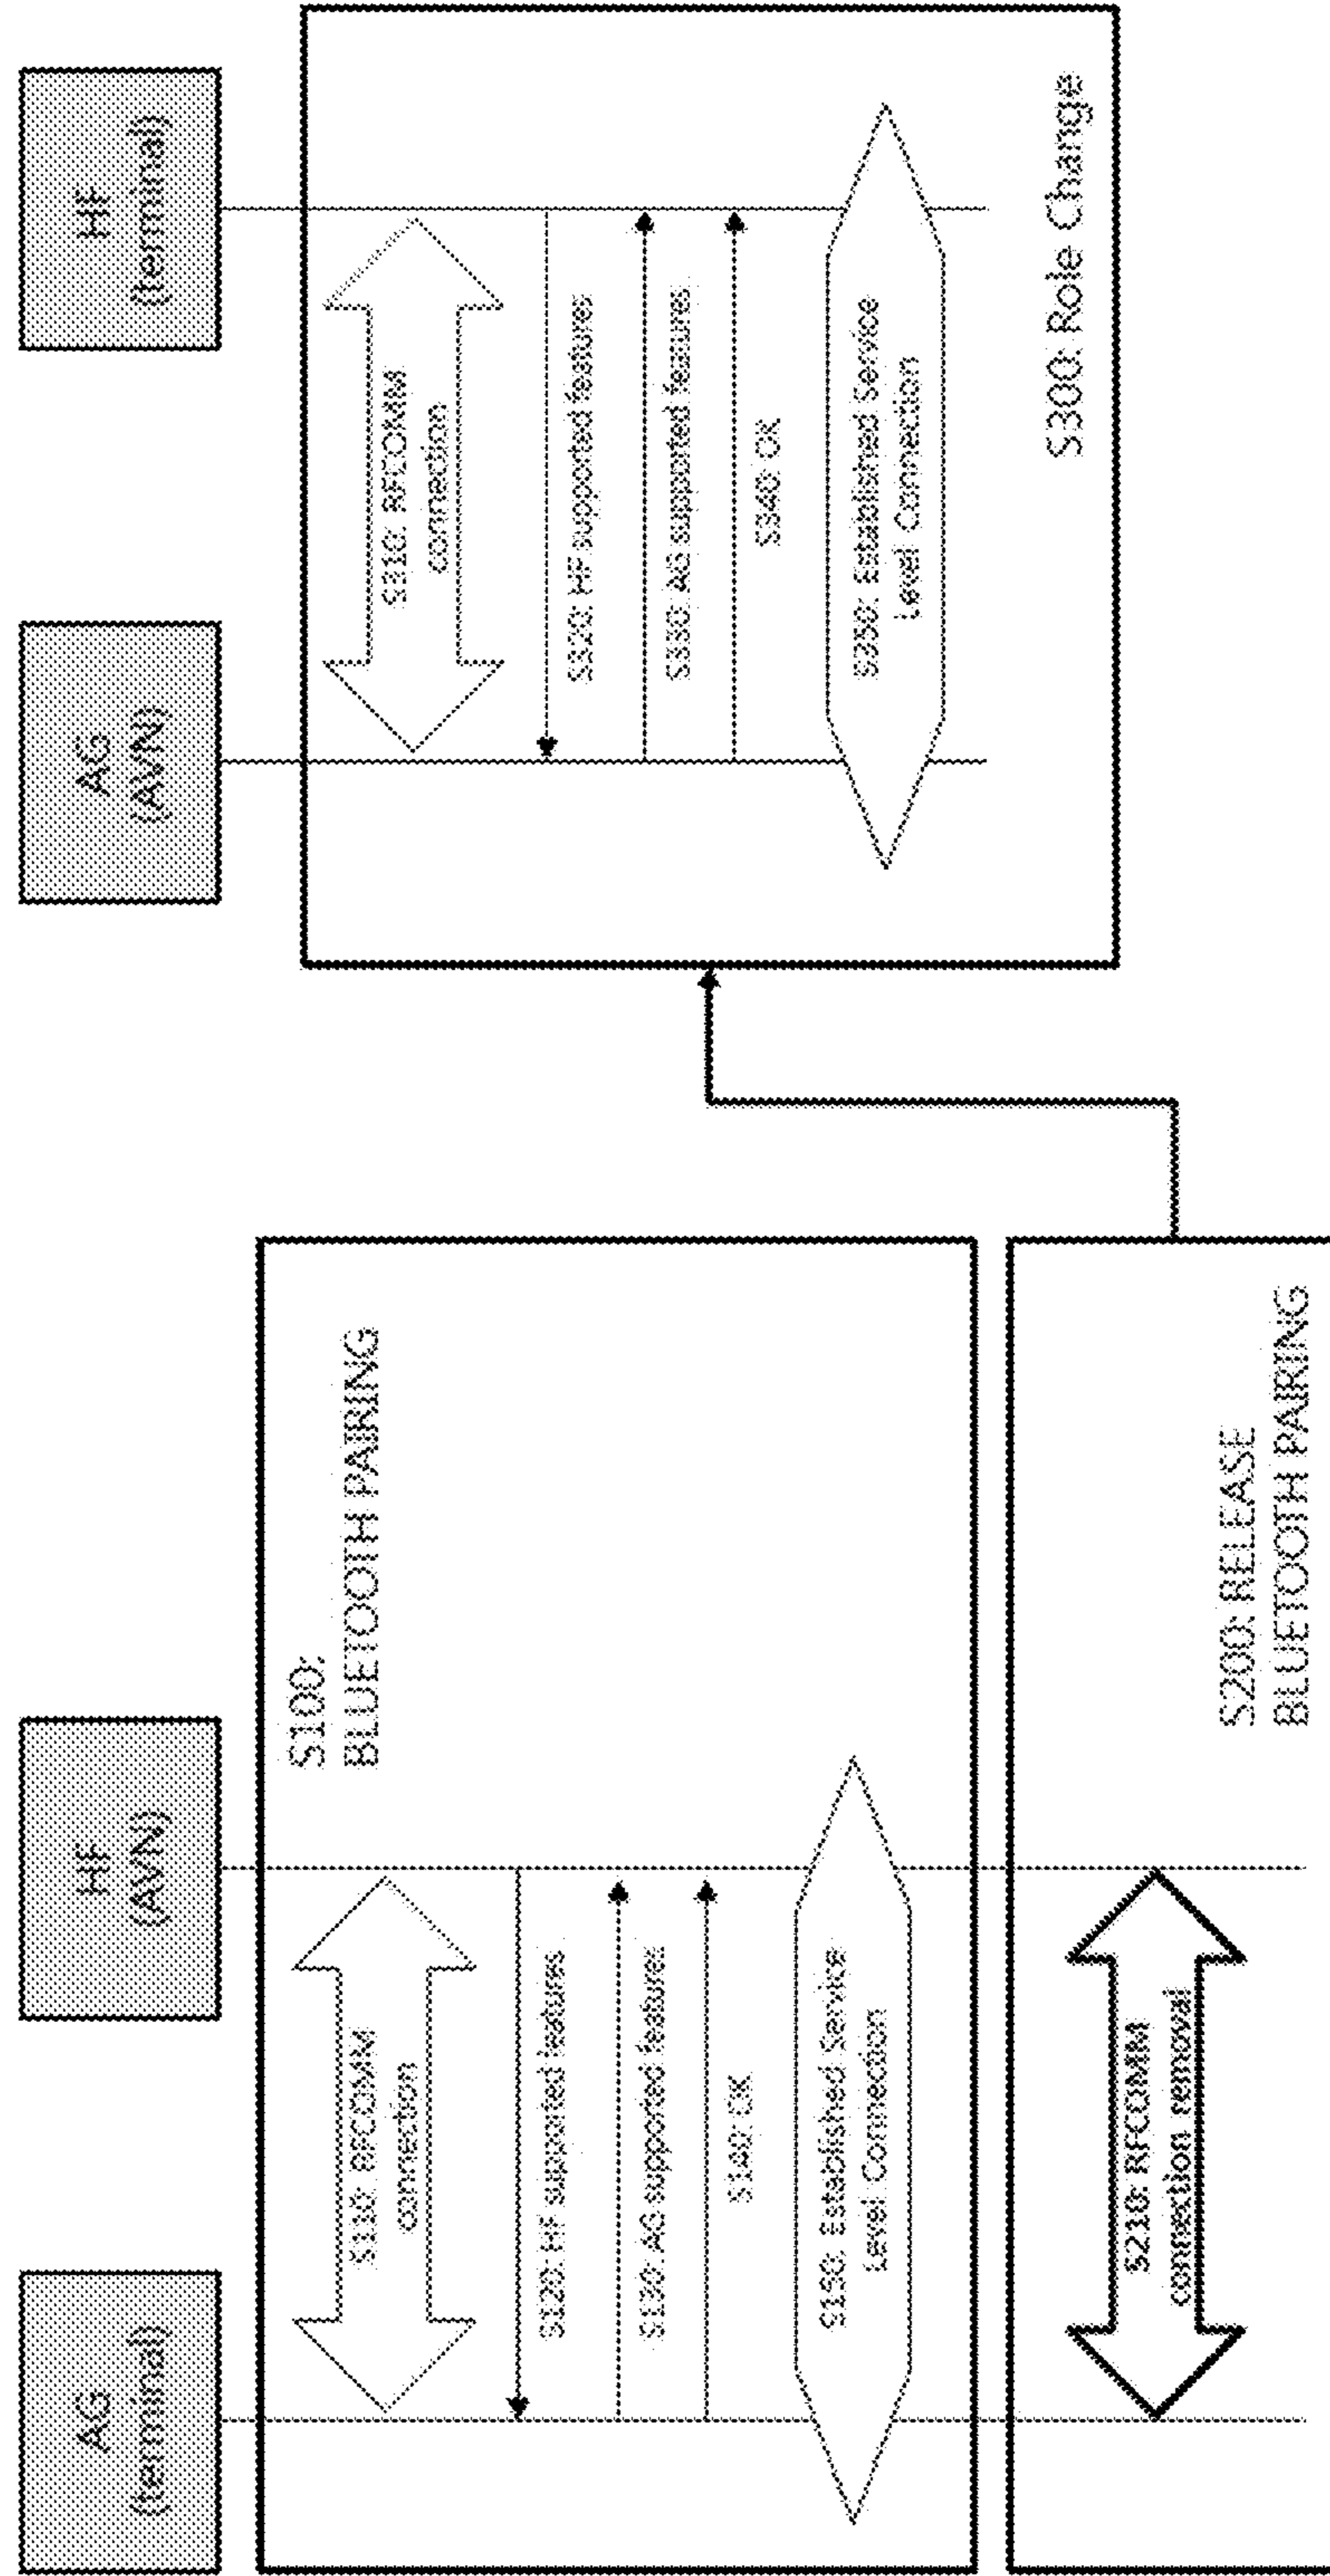 AG
(terminal)
HF
(AVN)
S100:
BLUETOOTH PAIRING
S110: RFCOMM
connection
S120: HF supported features
S130: AG supported features
S140: OK
S150: Established Service
Level Connection
S210: RFCOMM
connection removal
S200: RELEASE
BLUETOOTH PAIRING
AG
(AVN)
HF
(terminal)
S310: RFCOMM
connection
S320: HF supported features
S330: AG supported features
S340: OK
S350: Established Service
Level Connection
S300: Role Change